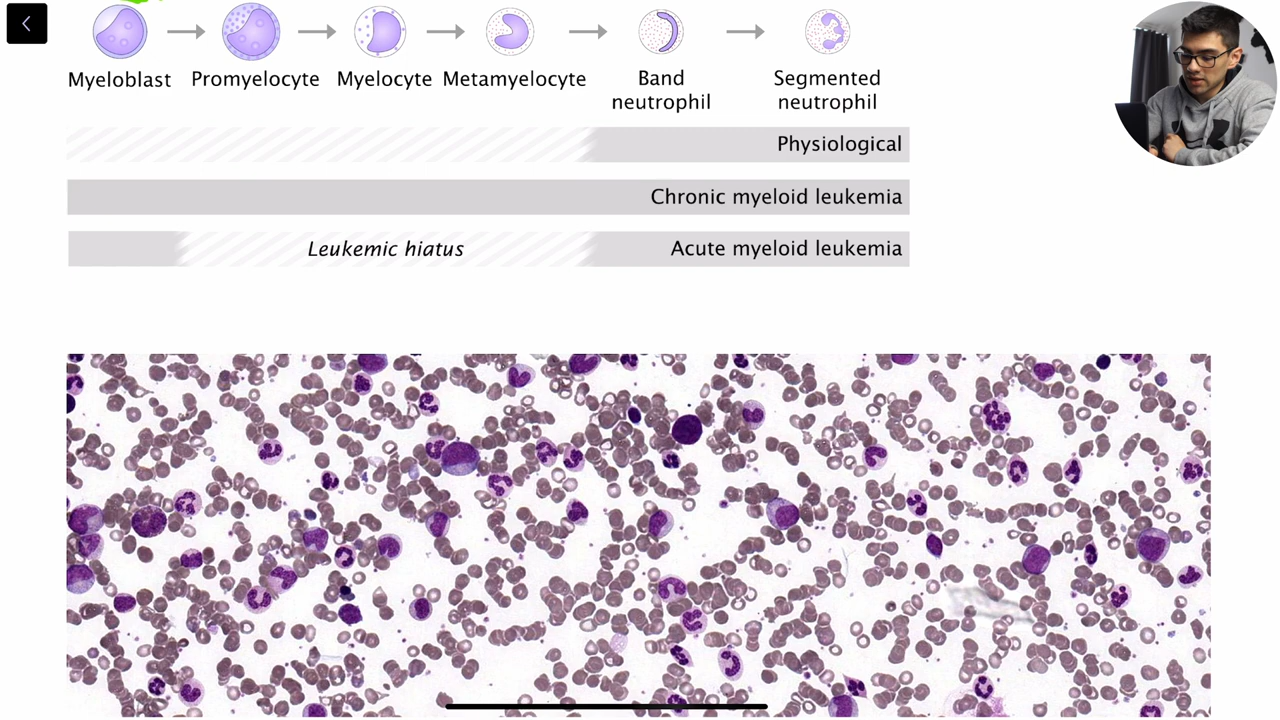 Myeloblast Promyelocyte Myelocyte Metamyelocyte Band neutrophil Segmented neutrophil
Physiological
Chronic myeloid leukemia
Leukemic hiatus Acute myeloid leukemia